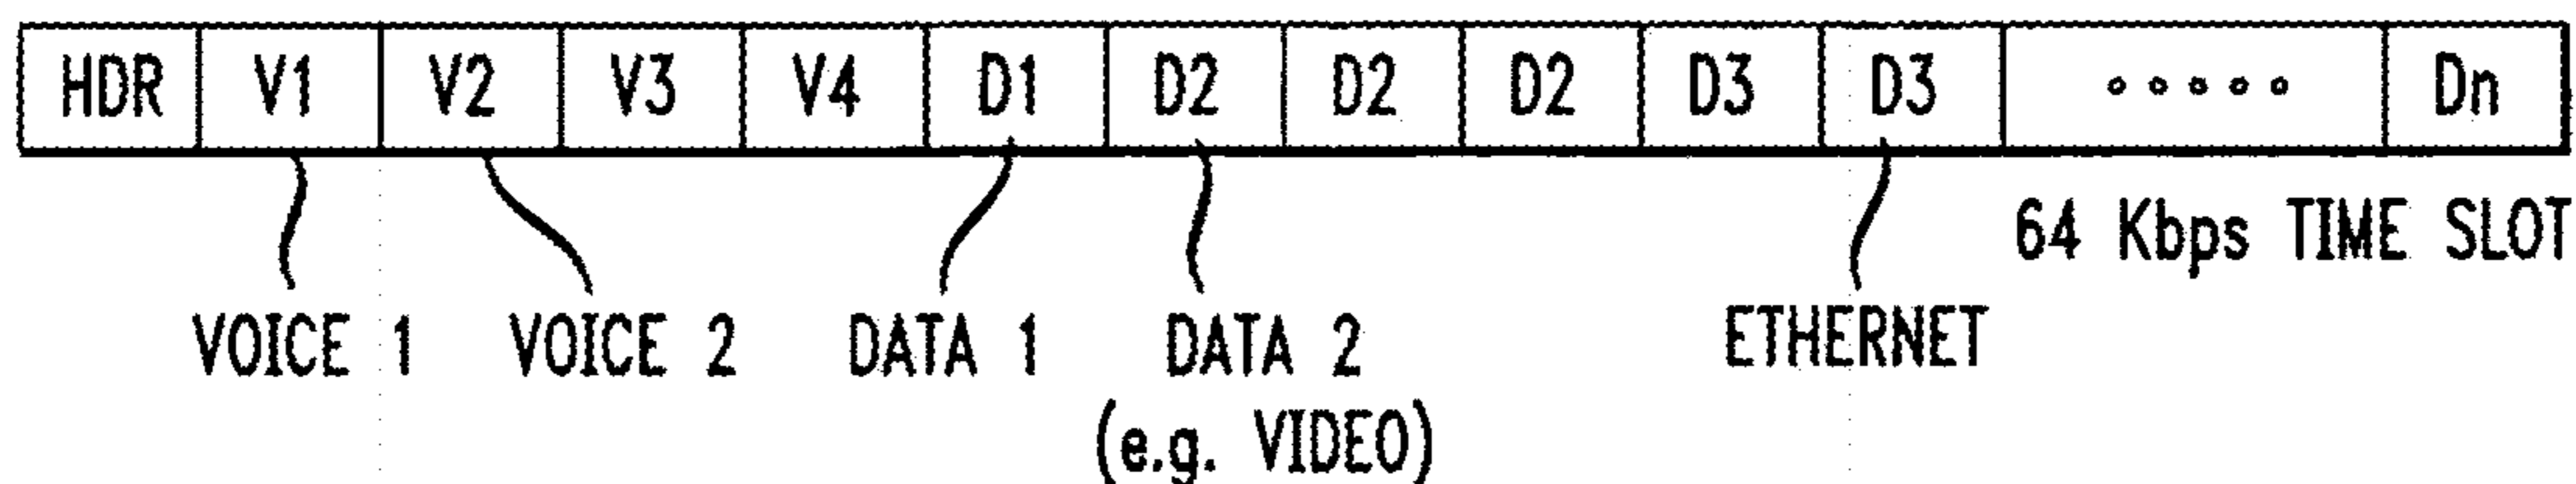 HDR V1 V2 V3 V4 D1 D2 D2 D2 D3 D3 ..... Dn
64 Kbps TIME SLOT
VOICE 1 VOICE 2 DATA 1 DATA 2 ETHERNET
(e.g. VIDEO)